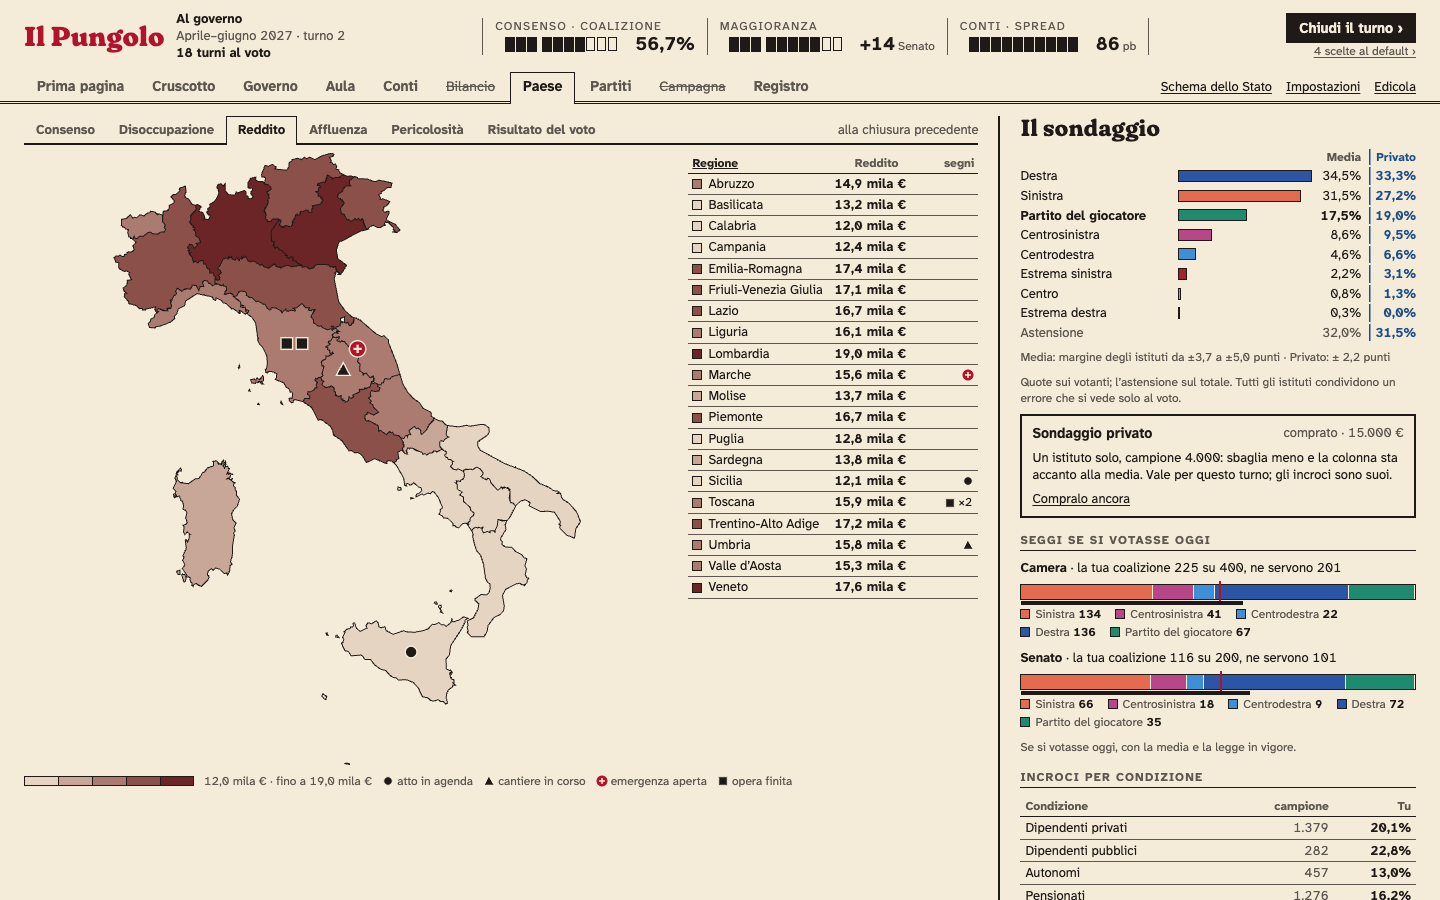 Il Pungolo
Al governo
Aprile–giugno 2027 · turno 2
18 turni al voto
CONSENSO · COALIZIONE
56,7%
MAGGIORANZA
+14 Senato
CONTI · SPREAD
86 pb
Chiudi il turno ›
4 scelte al default ›
Prima pagina Cruscotto Governo Aula Conti Bilancio Paese Partiti Campagna Registro
Schema dello Stato Impostazioni Edicola
Consenso Disoccupazione Reddito Affluenza Pericolosità Risultato del voto
alla chiusura precedente
Regione Reddito segni
Abruzzo 14,9 mila €
Basilicata 13,2 mila €
Calabria 12,0 mila €
Campania 12,4 mila €
Emilia-Romagna 17,4 mila €
Friuli-Venezia Giulia 17,1 mila €
Lazio 16,7 mila €
Liguria 16,1 mila €
Lombardia 19,0 mila €
Marche 15,6 mila €
Molise 13,7 mila €
Piemonte 16,7 mila €
Puglia 12,8 mila €
Sardegna 13,8 mila €
Sicilia 12,1 mila € ●
Toscana 15,9 mila € ■ ×2
Trentino-Alto Adige 17,2 mila €
Umbria 15,8 mila € ▲
Valle d'Aosta 15,3 mila €
Veneto 17,6 mila €
12,0 mila € · fino a 19,0 mila € ● atto in agenda ▲ cantiere in corso emergenza aperta ■ opera finita
Il sondaggio
Media Privato
Destra 34,5% 33,3%
Sinistra 31,5% 27,2%
Partito del giocatore 17,5% 19,0%
Centrosinistra 8,6% 9,5%
Centrodestra 4,6% 6,6%
Estrema sinistra 2,2% 3,1%
Centro 0,8% 1,3%
Estrema destra 0,3% 0,0%
Astensione 32,0% 31,5%
Media: margine degli istituti da ±3,7 a ±5,0 punti · Privato: ± 2,2 punti
Quote sui votanti; l'astensione sul totale. Tutti gli istituti condividono un
errore che si vede solo al voto.
Sondaggio privato comprato · 15.000 €
Un istituto solo, campione 4.000: sbaglia meno e la colonna sta
accanto alla media. Vale per questo turno; gli incroci sono suoi.
Compralo ancora
SEGGI SE SI VOTASSE OGGI
Camera · la tua coalizione 225 su 400, ne servono 201
Sinistra 134 Centrosinistra 41 Centrodestra 22
Destra 136 Partito del giocatore 67
Senato · la tua coalizione 116 su 200, ne servono 101
Sinistra 66 Centrosinistra 18 Centrodestra 9 Destra 72
Partito del giocatore 35
Se si votasse oggi, con la media e la legge in vigore.
INCROCI PER CONDIZIONE
Condizione campione Tu
Dipendenti privati 1.379 20,1%
Dipendenti pubblici 282 22,8%
Autonomi 457 13,0%
Pensionati 1.276 16,2%